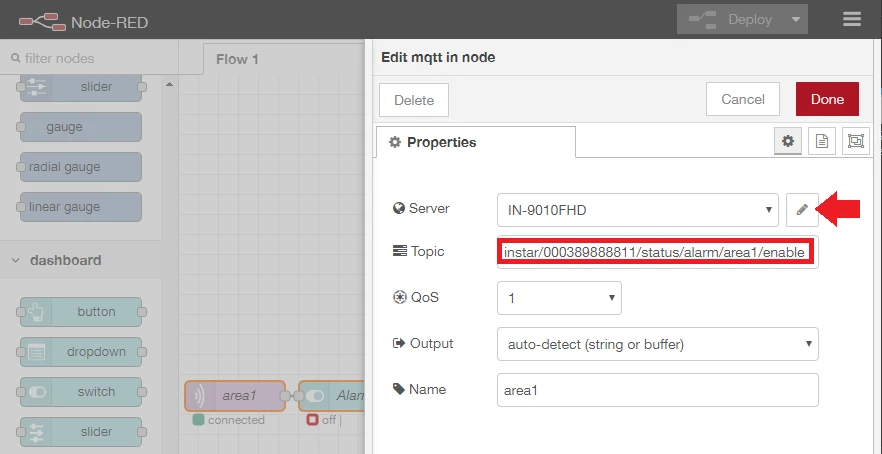 Node-RED
Deploy
filter nodes
Flow 1
slider
gauge
radial gauge
linear gauge
dashboard
button
dropdown
switch
slider
area1
Alarm
connected
off
Edit mqtt in node
Delete
Cancel
Done
Properties
Server
IN-9010FHD
Topic
instar/000389888811/status/alarm/area1/enable
QoS
1
Output
auto-detect (string or buffer)
Name
area1